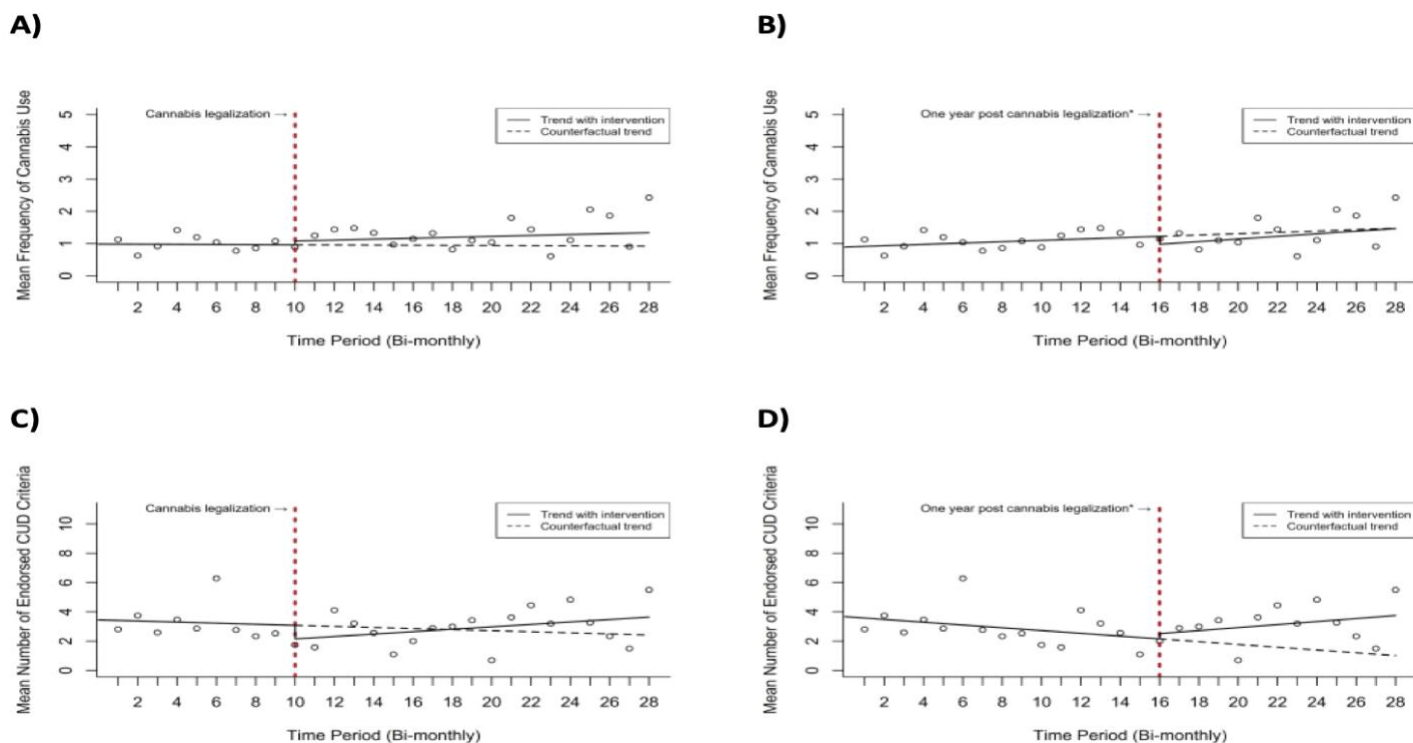 A)
Mean Frequency of Cannabis Use
5
4
3
2
1
0
Cannabis legalization →
Trend with intervention
Counterfactual trend
2 4 6 8 10 12 14 16 18 20 22 24 26 28
Time Period (Bi-monthly)
B)
Mean Frequency of Cannabis Use
5
4
3
2
1
0
One year post cannabis legalization* →
Trend with intervention
Counterfactual trend
2 4 6 8 10 12 14 16 18 20 22 24 26 28
Time Period (Bi-monthly)
C)
Mean Number of Endorsed CUD Criteria
10
8
6
4
2
0
Cannabis legalization →
Trend with intervention
Counterfactual trend
2 4 6 8 10 12 14 16 18 20 22 24 26 28
Time Period (Bi-monthly)
D)
Mean Number of Endorsed CUD Criteria
10
8
6
4
2
0
One year post cannabis legalization* →
Trend with intervention
Counterfactual trend
2 4 6 8 10 12 14 16 18 20 22 24 26 28
Time Period (Bi-monthly)